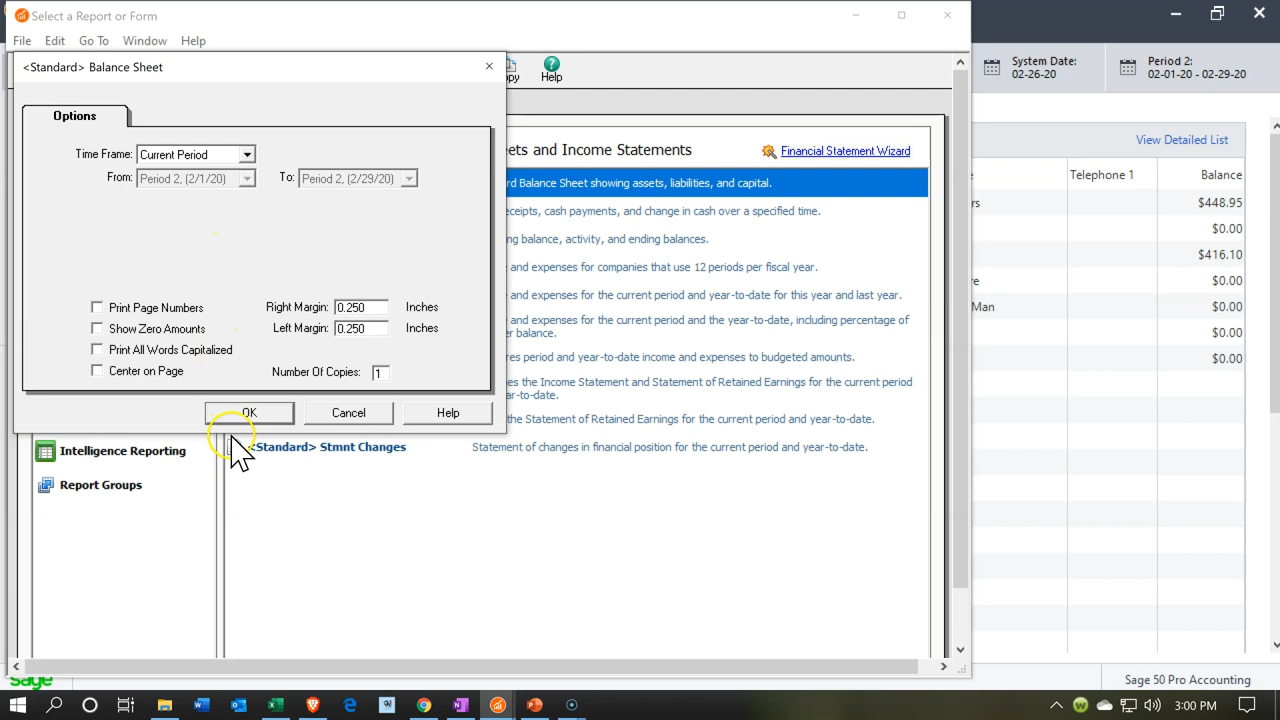 Select a Report or Form
File Edit Go To Window Help
<Standard> Balance Sheet
Options
Time Frame: Current Period
From: Period 2, (2/1/20) To: Period 2, (2/29/20)
Print Page Numbers
Show Zero Amounts
Print All Words Capitalized
Center on Page
Right Margin: 0.250 Inches
Left Margin: 0.250 Inches
Number Of Copies: 1
OK Cancel Help
Help
ets and Income Statements
Financial Statement Wizard
rd Balance Sheet showing assets, liabilities, and capital.
eceipts, cash payments, and change in cash over a specified time.
ng balance, activity, and ending balances.
e and expenses for companies that use 12 periods per fiscal year.
e and expenses for the current period and year-to-date for this year and last year.
e and expenses for the current period and the year-to-date, including percentage of
er balance.
res period and year-to-date income and expenses to budgeted amounts.
es the Income Statement and Statement of Retained Earnings for the current period
ar-to-date.
the Statement of Retained Earnings for the current period and year-to-date.
<Standard> Stmnt Changes Statement of changes in financial position for the current period and year-to-date.
Intelligence Reporting
Report Groups
System Date:
02-26-20
Period 2:
02-01-20 - 02-29-20
View Detailed List
Telephone 1 Balance
rs $448.95
$0.00
$416.10
re $0.00
Man $0.00
$0.00
$0.00
sage
Sage 50 Pro Accounting
3:00 PM